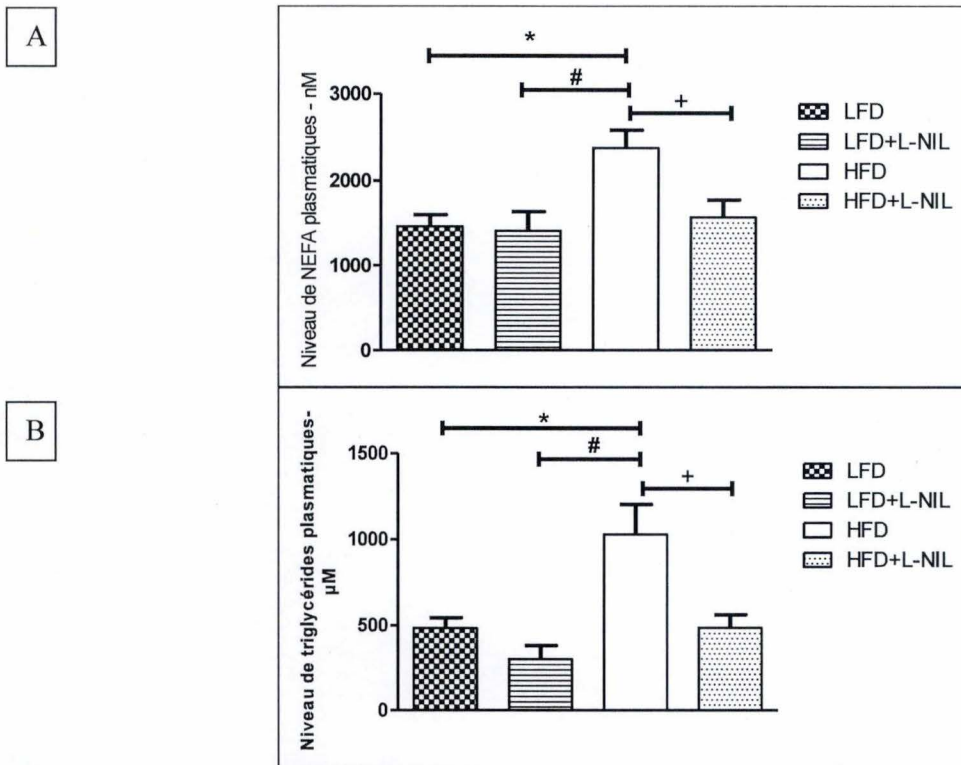 A
Niveau de NEFA plasmatiques - nM
3000
2000
1000
0
*
#
+
LFD
LFD+L-NIL
HFD
HFD+L-NIL
B
Niveau de triglycérides plasmatiques-
µM
1500
1000
500
0
*
#
+
LFD
LFD+L-NIL
HFD
HFD+L-NIL